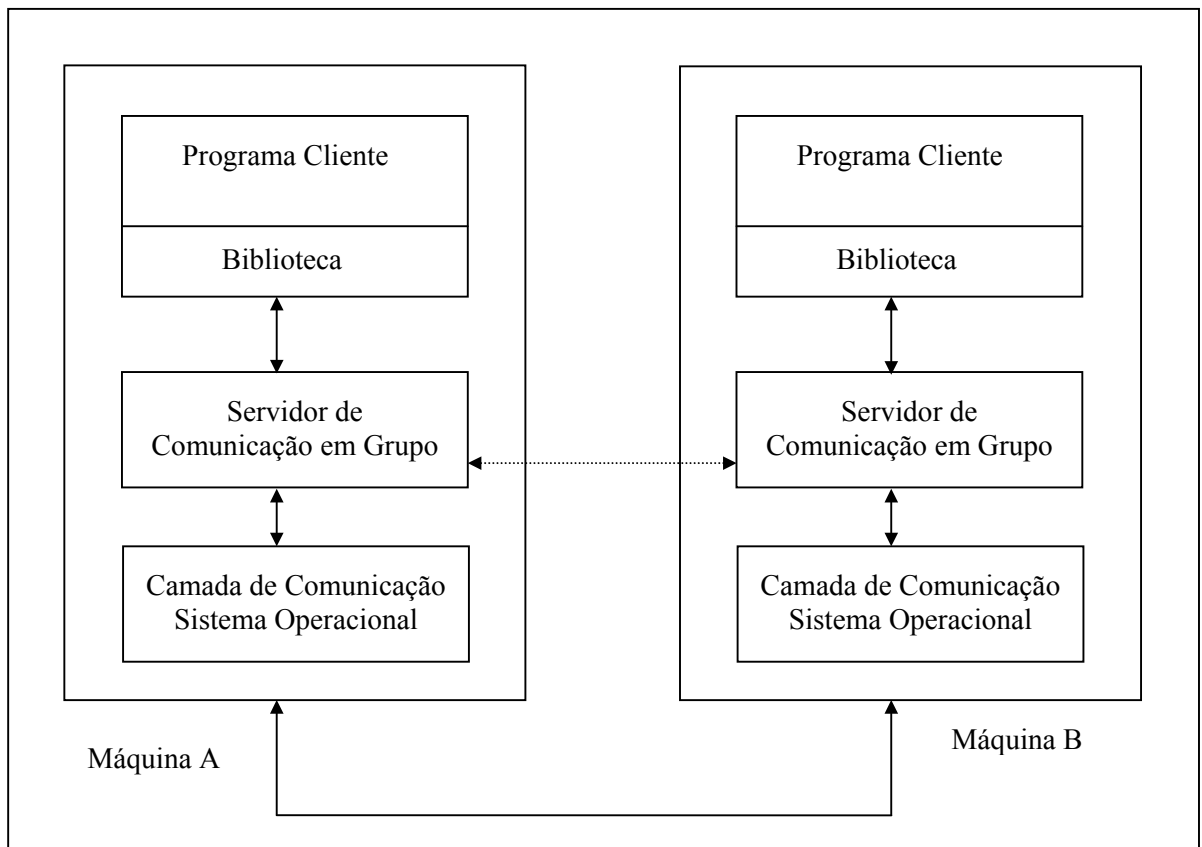 Programa Cliente
Biblioteca
Servidor de
Comunicação em Grupo
Camada de Comunicação
Sistema Operacional
Máquina A
Programa Cliente
Biblioteca
Servidor de
Comunicação em Grupo
Camada de Comunicação
Sistema Operacional
Máquina B